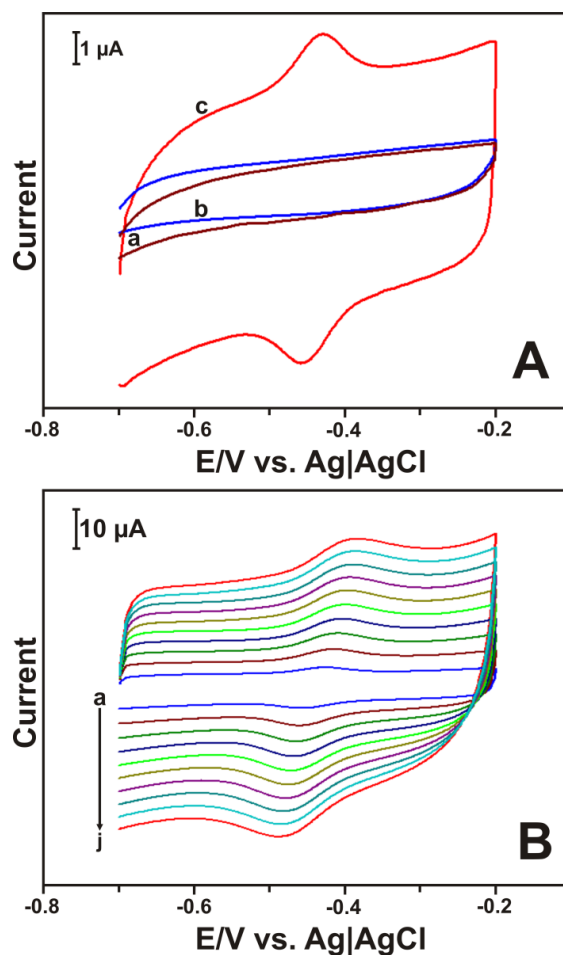 1 µA
c
b
a
A
Current
-0.8
-0.6
-0.4
-0.2
E/V vs. Ag|AgCl
10 µA
a
j
B
Current
-0.8
-0.6
-0.4
-0.2
E/V vs. Ag|AgCl